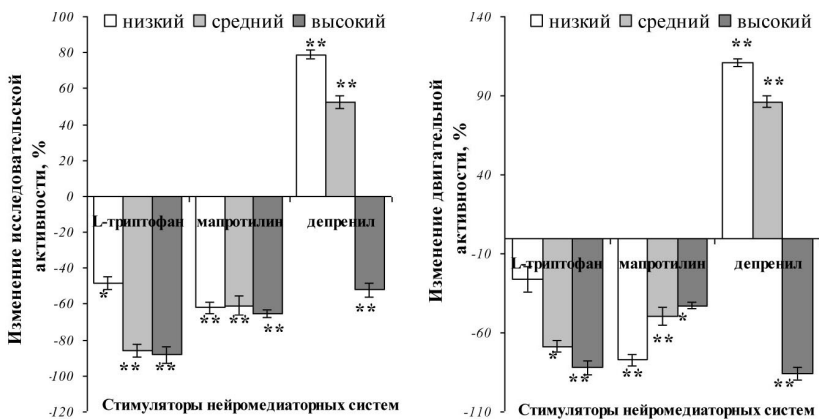 низкий средний высокий
Изменение исследовательской
активности, %
100
80
60
40
20
0
-20
-40
-60
-80
-100
-120
** ** L-триптофан мапротилин депренил
* ** ** ** ** ** **
Стимуляторы нейромедиаторных систем
низкий средний высокий
Изменение двигательной
активности, %
140
90
40
-10
-60
-110
** **
L-триптофан мапротилин депренил
* ** ** ** * **
Стимуляторы нейромедиаторных систем